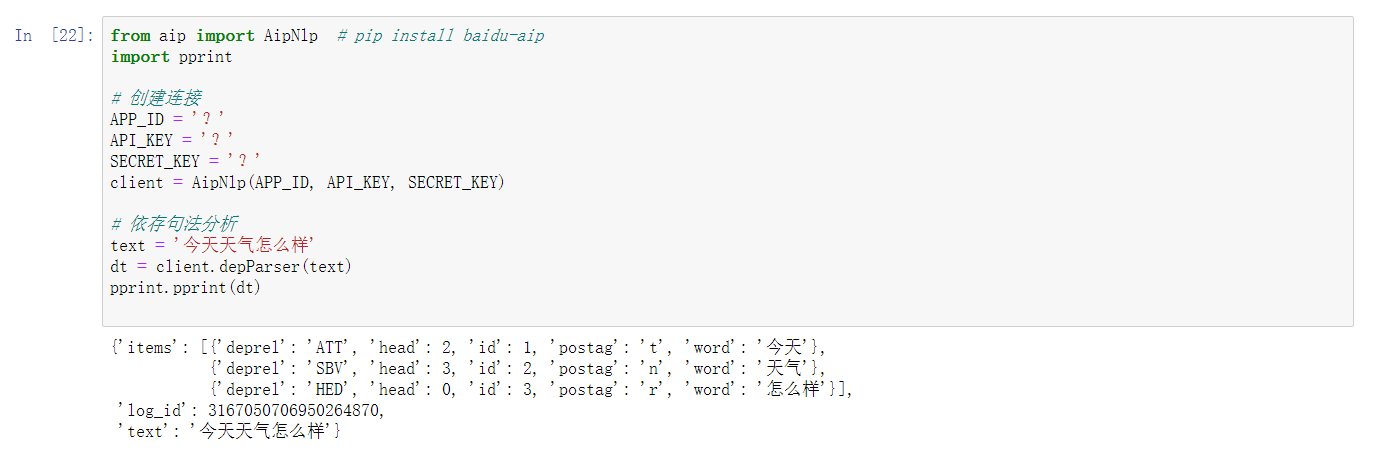 In [22]: from aip import AipNlp  # pip install baidu-aip
import pprint
# 创建连接
APP_ID = '?'
API_KEY = '?'
SECRET_KEY = '?'
client = AipNlp(APP_ID, API_KEY, SECRET_KEY)
# 依存句法分析
text = '今天天气怎么样'
dt = client.depParser(text)
pprint.pprint(dt)
{'items': [{'deprel': 'ATT', 'head': 2, 'id': 1, 'postag': 't', 'word': '今天'},
{'deprel': 'SBV', 'head': 3, 'id': 2, 'postag': 'n', 'word': '天气'},
{'deprel': 'HED', 'head': 0, 'id': 3, 'postag': 'r', 'word': '怎么样'}],
'log_id': 3167050706950264870,
'text': '今天天气怎么样'}